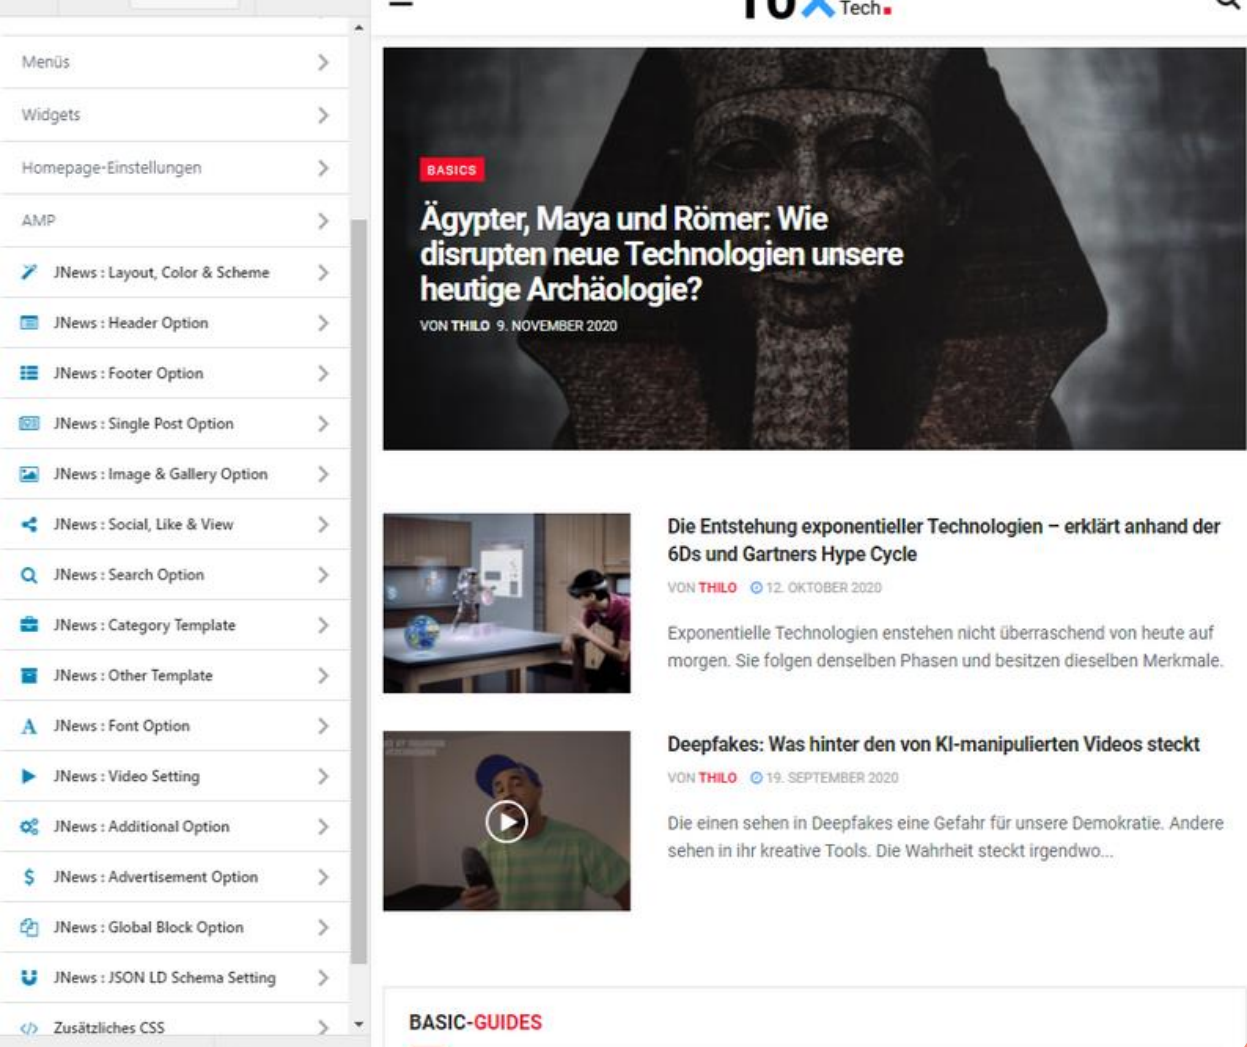 Menüs
Widgets
Homepage-Einstellungen
AMP
JNews : Layout, Color & Scheme
JNews : Header Option
JNews : Footer Option
JNews : Single Post Option
JNews : Image & Gallery Option
JNews : Social, Like & View
JNews : Search Option
JNews : Category Template
JNews : Other Template
JNews : Font Option
JNews : Video Setting
JNews : Additional Option
JNews : Advertisement Option
JNews : Global Block Option
JNews : JSON LD Schema Setting
Zusätzliches CSS
10X Tech
BASICS
Ägypter, Maya und Römer: Wie
disrupten neue Technologien unsere
heutige Archäologie?
VON THILO 9. NOVEMBER 2020
Die Entstehung exponentieller Technologien – erklärt anhand der
6Ds und Gartners Hype Cycle
VON THILO 12. OKTOBER 2020
Exponentielle Technologien enstehen nicht überraschend von heute auf
morgen. Sie folgen denselben Phasen und besitzen dieselben Merkmale.
Deepfakes: Was hinter den von KI-manipulierten Videos steckt
VON THILO 19. SEPTEMBER 2020
Die einen sehen in Deepfakes eine Gefahr für unsere Demokratie. Andere
sehen in ihr kreative Tools. Die Wahrheit steckt irgendwo...
BASIC-GUIDES